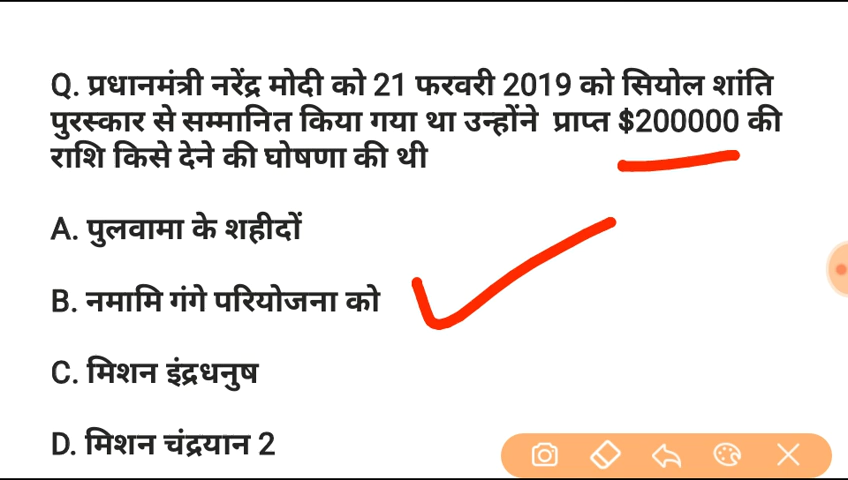 Q. प्रधानमंत्री नरेंद्र मोदी को 21 फरवरी 2019 को सियोल शांति
पुरस्कार से सम्मानित किया गया था उन्होंने प्राप्त $200000 की
राशि किसे देने की घोषणा की थी
A. पुलवामा के शहीदों
B. नमामि गंगे परियोजना को
C. मिशन इंद्रधनुष
D. मिशन चंद्रयान 2